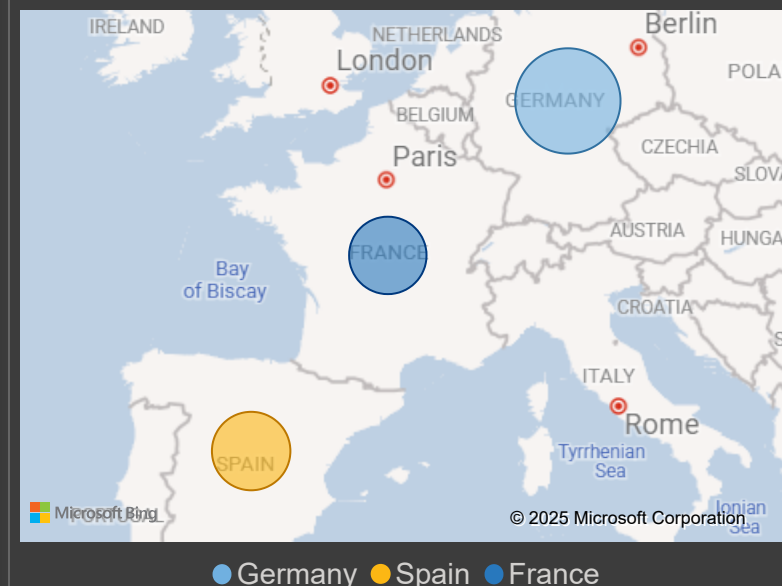 IRELAND
NETHERLANDS
Berlin
London
POLA
GERMANY
BELGIUM
CZECHIA
Paris
SLOVA
AUSTRIA
HUNGA
FRANCE
Bay
of Biscay
CROATIA
S
ITALY
Rome
SPAIN
Tyrrhenian
Sea
Microsoft Bing
PORTUGAL
© 2025 Microsoft Corporation
Ionian
Sea
Germany Spain France